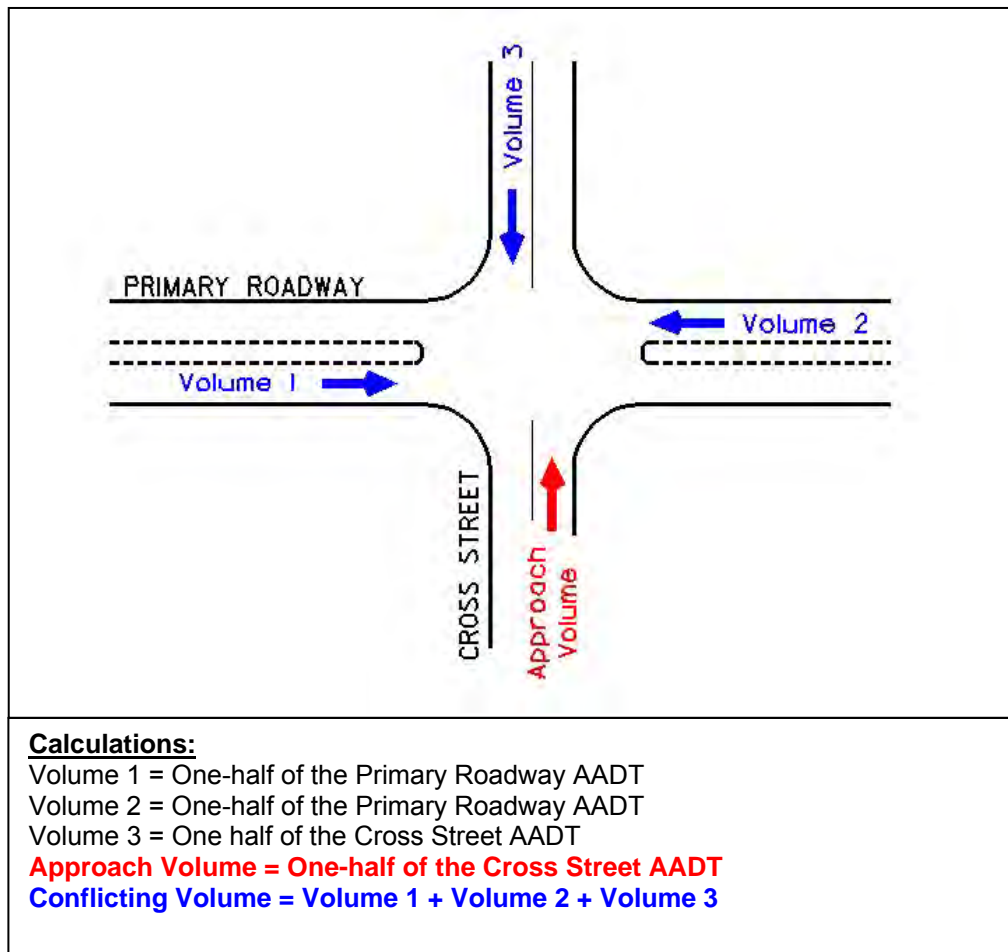 Volume 3
PRIMARY ROADWAY
Volume 2
Volume 1
CROSS STREET
Approach
Volume
Calculations:
Volume 1 = One-half of the Primary Roadway AADT
Volume 2 = One-half of the Primary Roadway AADT
Volume 3 = One half of the Cross Street AADT
Approach Volume = One-half of the Cross Street AADT
Conflicting Volume = Volume 1 + Volume 2 + Volume 3